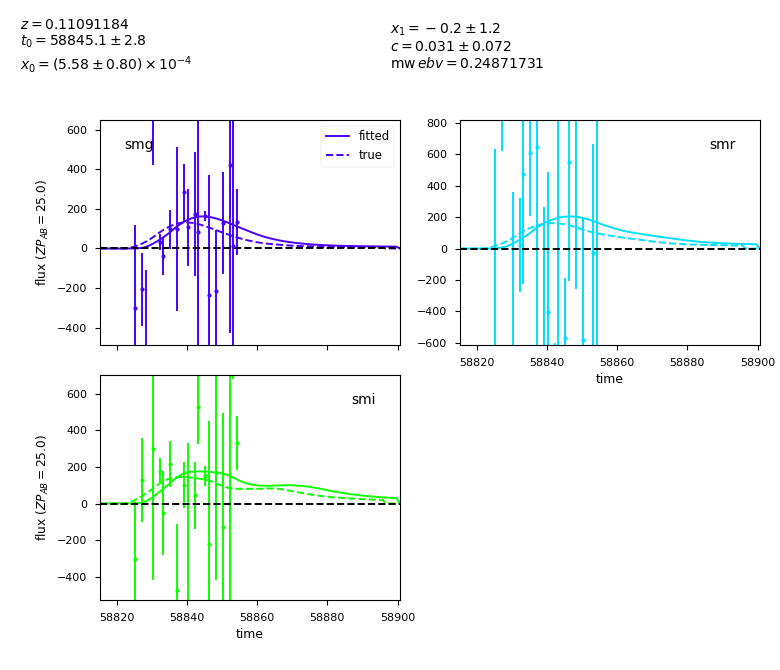 z = 0.11091184
t₀ = 58845.1 ± 2.8
x₀ = (5.58 ± 0.80) × 10⁻⁴
x₁ = −0.2 ± 1.2
c = 0.031 ± 0.072
mw ebv = 0.24871731
smg
fitted
true
600
400
200
0
−200
−400
flux (ZP_AB = 25.0)
smr
800
600
400
200
0
−200
−400
−600
58820 58840 58860 58880 58900
time
smi
600
400
200
0
−200
−400
flux (ZP_AB = 25.0)
58820 58840 58860 58880 58900
time